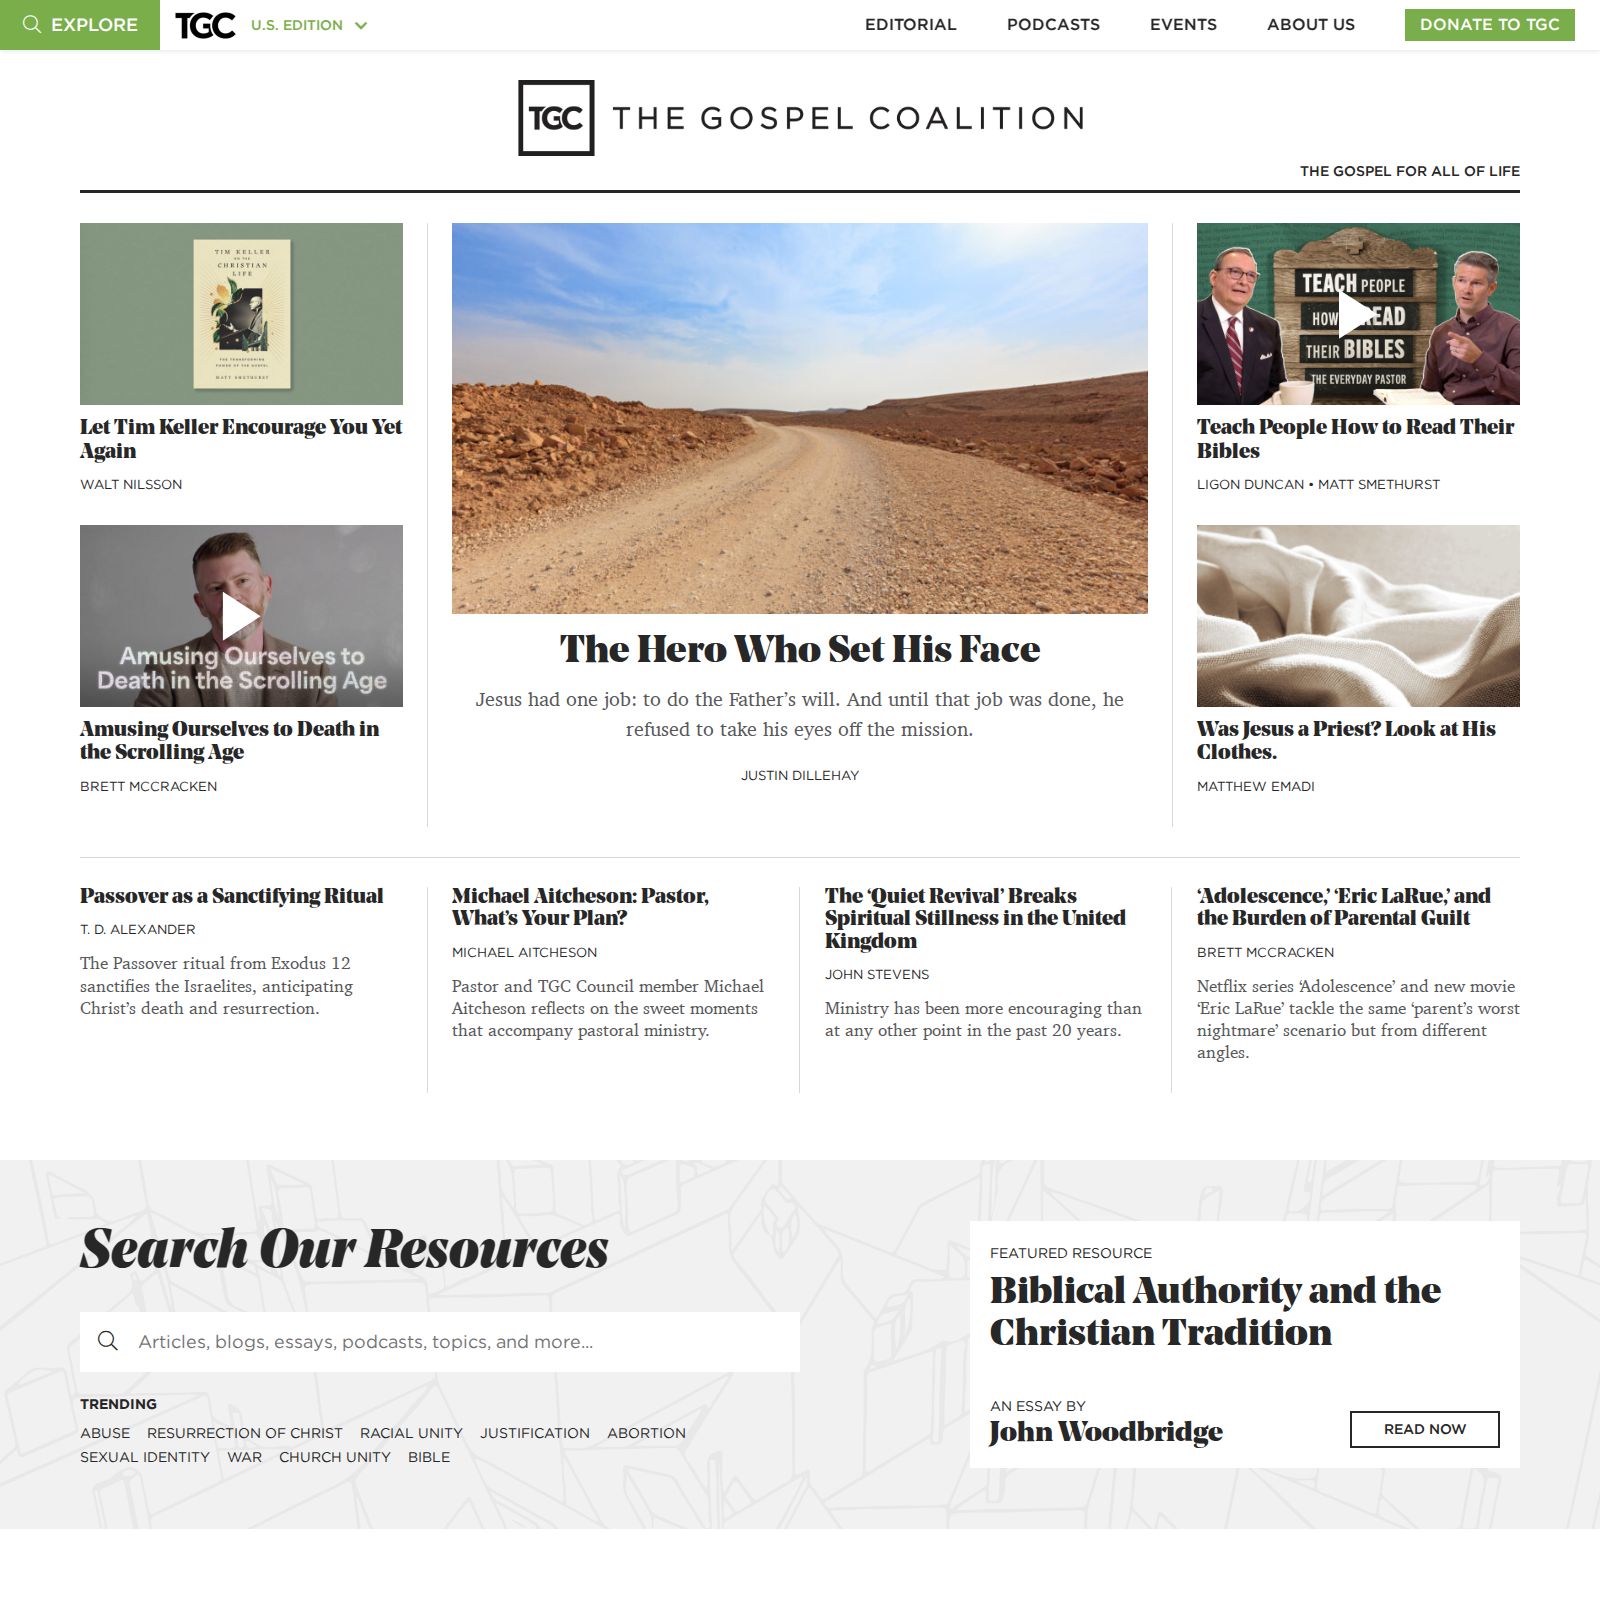 EXPLORE
TGC
U.S. EDITION
EDITORIAL
PODCASTS
EVENTS
ABOUT US
DONATE TO TGC
TGC
THE GOSPEL COALITION
THE GOSPEL FOR ALL OF LIFE
TIM KELLER
ON THE
CHRISTIAN
LIFE
THE TRANSFORMING
POWER OF THE GOSPEL
MATT SMETHURST
Let Tim Keller Encourage You Yet
Again
WALT NILSSON
Amusing Ourselves to
Death in the Scrolling Age
Amusing Ourselves to Death in
the Scrolling Age
BRETT MCCRACKEN
The Hero Who Set His Face
Jesus had one job: to do the Father’s will. And until that job was done, he
refused to take his eyes off the mission.
JUSTIN DILLEHAY
TEACH PEOPLE
HOW READ
THEIR BIBLES
THE EVERYDAY PASTOR
Teach People How to Read Their
Bibles
LIGON DUNCAN • MATT SMETHURST
Was Jesus a Priest? Look at His
Clothes.
MATTHEW EMADI
Passover as a Sanctifying Ritual
T. D. ALEXANDER
The Passover ritual from Exodus 12
sanctifies the Israelites, anticipating
Christ’s death and resurrection.
Michael Aitcheson: Pastor,
What’s Your Plan?
MICHAEL AITCHESON
Pastor and TGC Council member Michael
Aitcheson reflects on the sweet moments
that accompany pastoral ministry.
The ‘Quiet Revival’ Breaks
Spiritual Stillness in the United
Kingdom
JOHN STEVENS
Ministry has been more encouraging than
at any other point in the past 20 years.
‘Adolescence,’ ‘Eric LaRue,’ and
the Burden of Parental Guilt
BRETT MCCRACKEN
Netflix series ‘Adolescence’ and new movie
‘Eric LaRue’ tackle the same ‘parent’s worst
nightmare’ scenario but from different
angles.
Search Our Resources
Articles, blogs, essays, podcasts, topics, and more...
TRENDING
ABUSE RESURRECTION OF CHRIST RACIAL UNITY JUSTIFICATION ABORTION
SEXUAL IDENTITY WAR CHURCH UNITY BIBLE
FEATURED RESOURCE
Biblical Authority and the
Christian Tradition
AN ESSAY BY
John Woodbridge
READ NOW